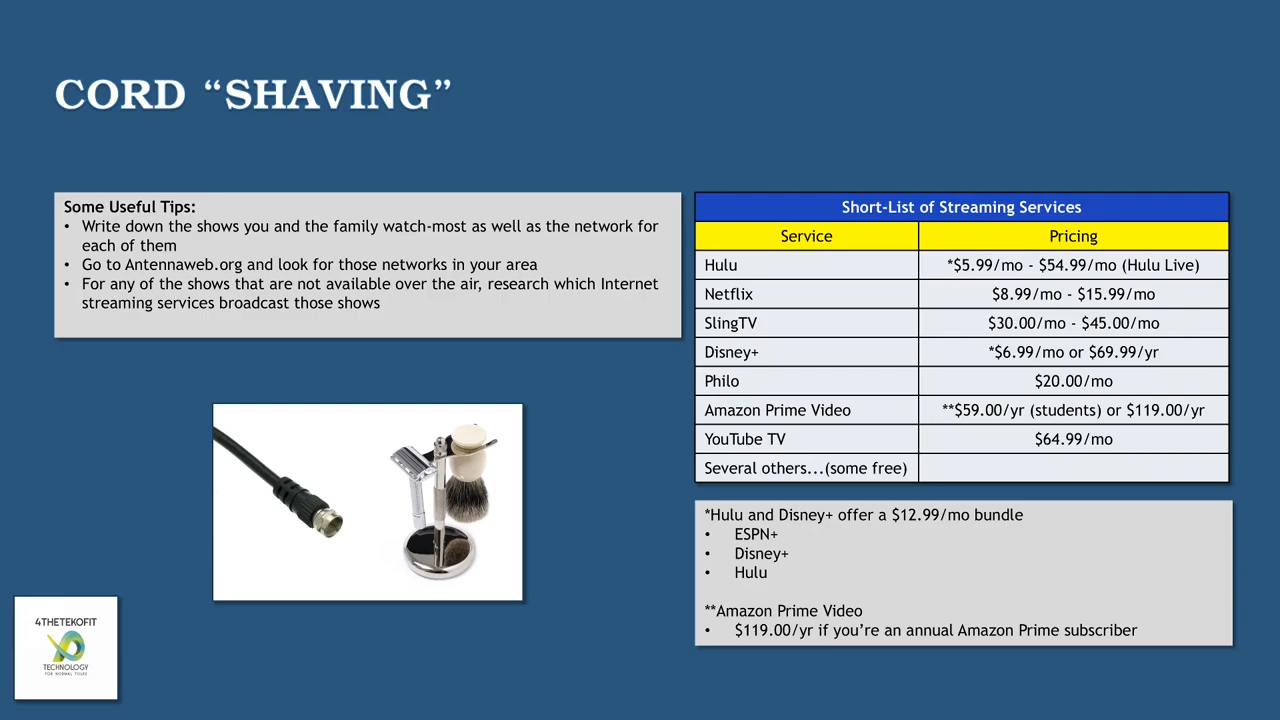 CORD “SHAVING”
Some Useful Tips:
• Write down the shows you and the family watch-most as well as the network for
each of them
• Go to Antennaweb.org and look for those networks in your area
• For any of the shows that are not available over the air, research which Internet
streaming services broadcast those shows
Short-List of Streaming Services
Service Pricing
Hulu *$5.99/mo - $54.99/mo (Hulu Live)
Netflix $8.99/mo - $15.99/mo
SlingTV $30.00/mo - $45.00/mo
Disney+ *$6.99/mo or $69.99/yr
Philo $20.00/mo
Amazon Prime Video **$59.00/yr (students) or $119.00/yr
YouTube TV $64.99/mo
Several others...(some free)
*Hulu and Disney+ offer a $12.99/mo bundle
• ESPN+
• Disney+
• Hulu
**Amazon Prime Video
• $119.00/yr if you’re an annual Amazon Prime subscriber
4THETEKOFIT
TECHNOLOGY
FOR NORMAL FOLKS